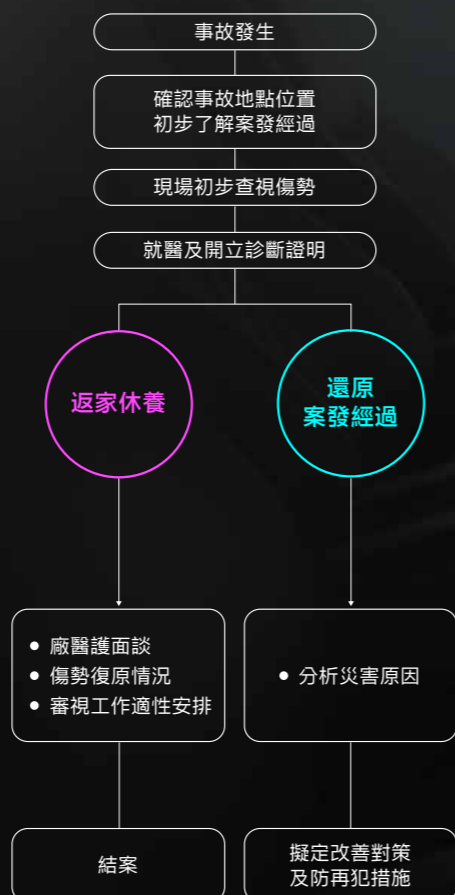 事故發生
確認事故地點位置
初步了解案發經過
現場初步查視傷勢
就醫及開立診斷證明
返家休養
還原
案發經過
• 廠醫護面談
• 傷勢復原情況
• 審視工作適性安排
• 分析災害原因
結案
擬定改善對策
及防再犯措施